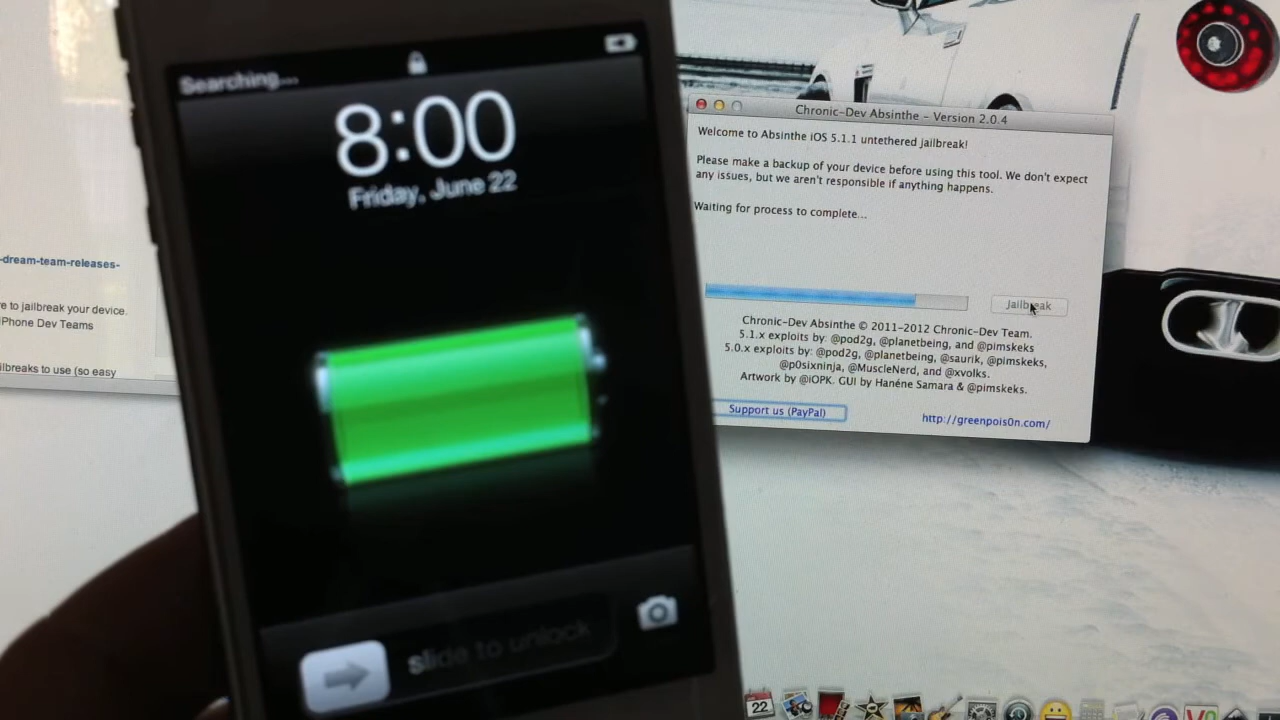 Searching...
8:00
Friday, June 22
slide to unlock
-dream-team-releases-
re to jailbreak your device.
iPhone Dev Teams
ilbreaks to use (so easy
Chronic-Dev Absinthe - Version 2.0.4
Welcome to Absinthe iOS 5.1.1 untethered jailbreak!
Please make a backup of your device before using this tool. We don't expect
any issues, but we aren't responsible if anything happens.
Waiting for process to complete...
Jailbreak
Chronic-Dev Absinthe © 2011-2012 Chronic-Dev Team.
5.1.x exploits by: @pod2g, @planetbeing, and @pimskeks
5.0.x exploits by: @pod2g, @planetbeing, @saurik, @pimskeks,
@p0sixninja, @MuscleNerd, and @xvolks.
Artwork by @iOPK. GUI by Hanéne Samara & @pimskeks.
Support us (PayPal)
http://greenpois0n.com/
22